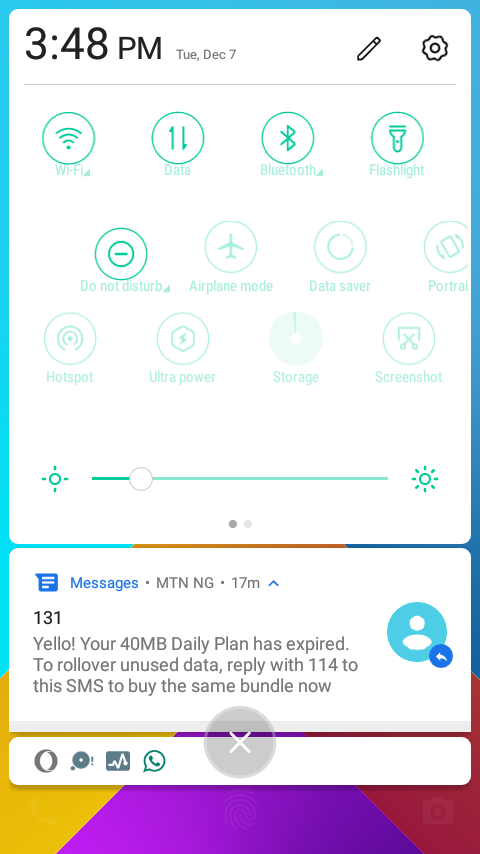 3:48 PM Tue, Dec 7
Wi-Fi Data Bluetooth Flashlight
Do not disturb Airplane mode Data saver Portrai
Hotspot Ultra power Storage Screenshot
Messages • MTN NG • 17m
131
Yello! Your 40MB Daily Plan has expired.
To rollover unused data, reply with 114 to
this SMS to buy the same bundle now